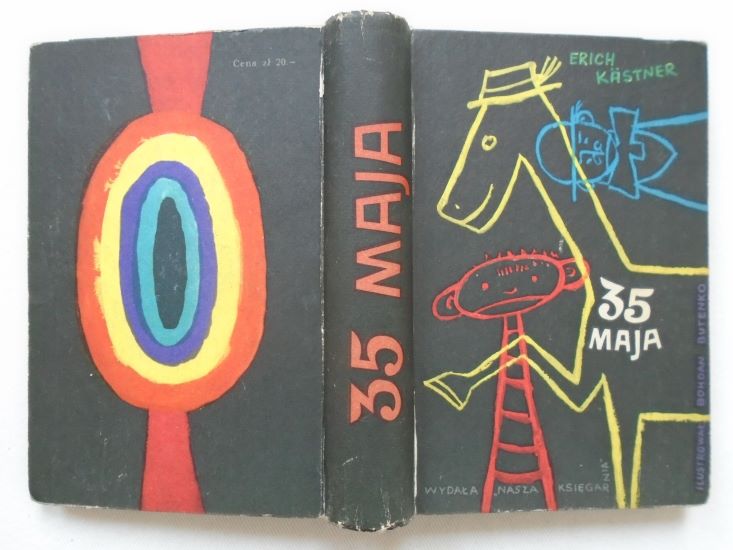 Cena zł 20.–
35 MAJA
ERICH
KÄSTNER
35
MAJA
ILUSTROWAŁ BOHDAN BUTENKO
WYDAŁA NASZA KSIĘGARNIA